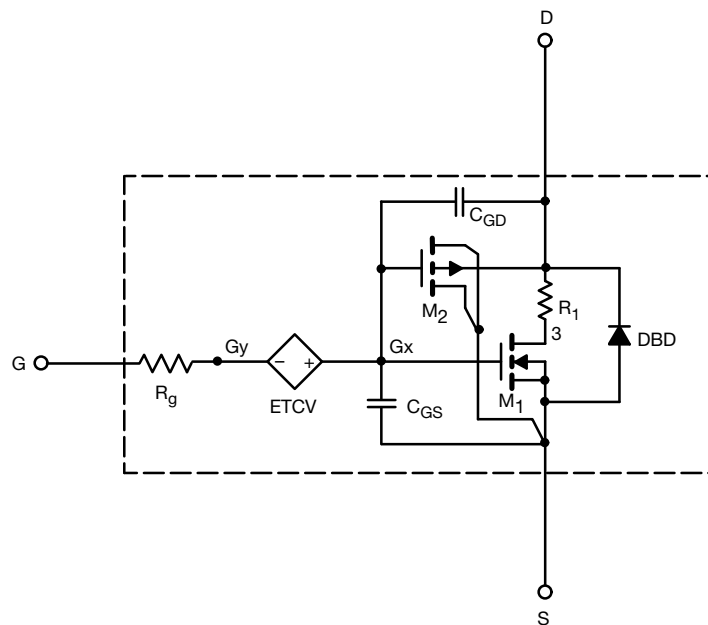 D
C_GD
M_2
R_1
3
DBD
Gy
Gx
G
−
+
M_1
R_g
ETCV
C_GS
S